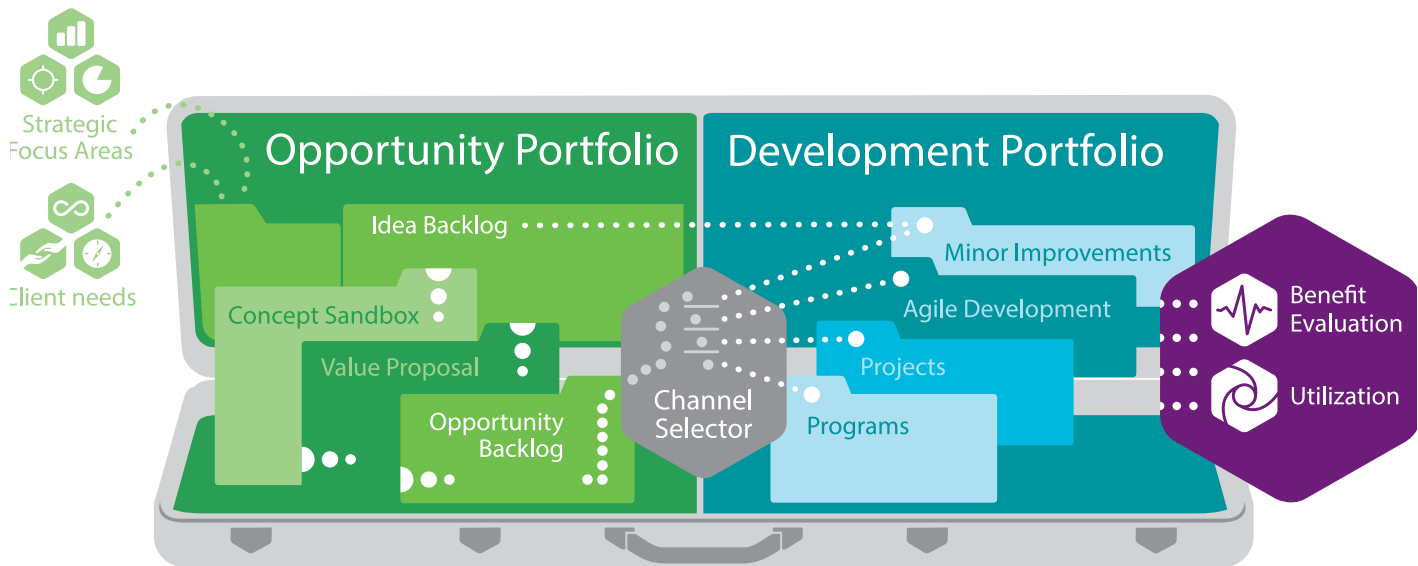 Strategic
Focus Areas
Client needs
Opportunity Portfolio
Idea Backlog
Concept Sandbox
Value Proposal
Opportunity
Backlog
Channel
Selector
Development Portfolio
Minor Improvements
Agile Development
Projects
Programs
Benefit
Evaluation
Utilization